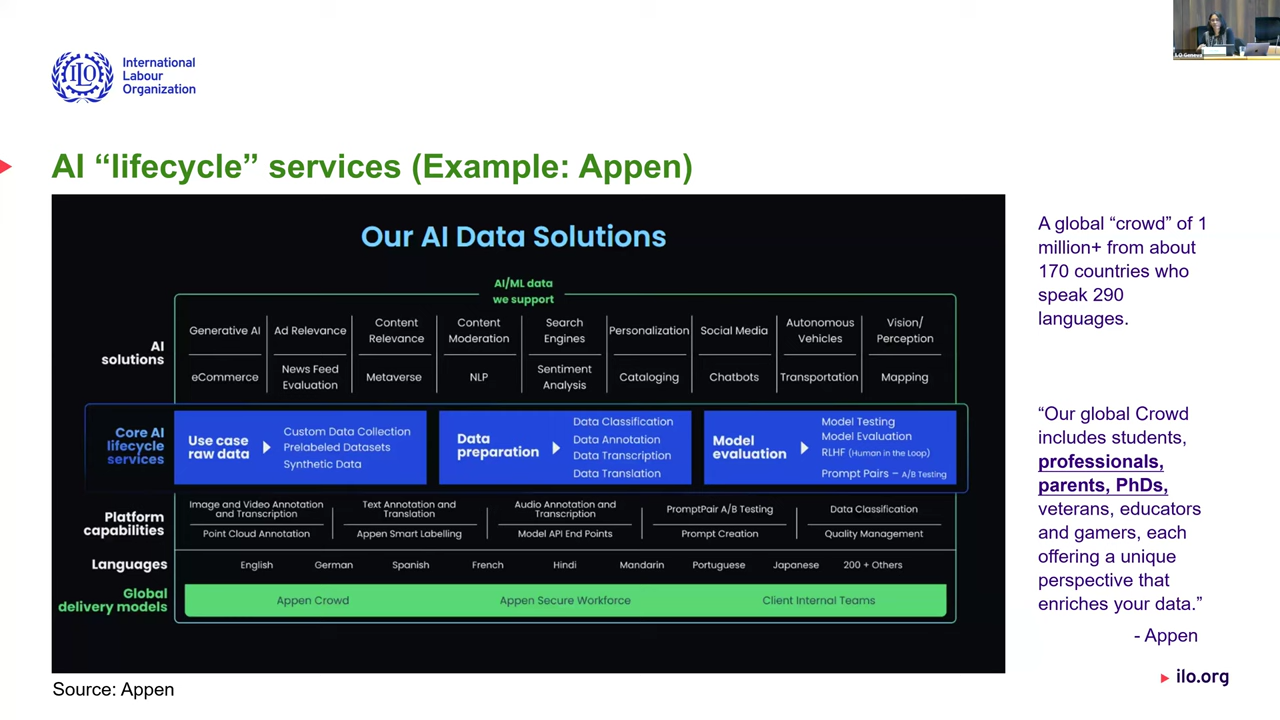 ILO Geneva
International
Labour
Organization
AI “lifecycle” services (Example: Appen)
Our AI Data Solutions
AI/ML data
we support
AI
solutions
Generative AI
Ad Relevance
Content
Relevance
Content
Moderation
Search
Engines
Personalization
Social Media
Autonomous
Vehicles
Vision/
Perception
eCommerce
News Feed
Evaluation
Metaverse
NLP
Sentiment
Analysis
Cataloging
Chatbots
Transportation
Mapping
Core AI
lifecycle
services
Use case
raw data
Custom Data Collection
Prelabeled Datasets
Synthetic Data
Data
preparation
Data Classification
Data Annotation
Data Transcription
Data Translation
Model
evaluation
Model Testing
Model Evaluation
RLHF (Human in the Loop)
Prompt Pairs – A/B Testing
Platform
capabilities
Image and Video Annotation
and Transcription
Text Annotation and
Translation
Audio Annotation and
Transcription
PromptPair A/B Testing
Data Classification
Point Cloud Annotation
Appen Smart Labelling
Model API End Points
Prompt Creation
Quality Management
Languages
English
German
Spanish
French
Hindi
Mandarin
Portuguese
Japanese
200 + Others
Global
delivery models
Appen Crowd
Appen Secure Workforce
Client Internal Teams
Source: Appen
A global “crowd” of 1
million+ from about
170 countries who
speak 290
languages.
“Our global Crowd
includes students,
professionals,
parents, PhDs,
veterans, educators
and gamers, each
offering a unique
perspective that
enriches your data.”
- Appen
ilo.org